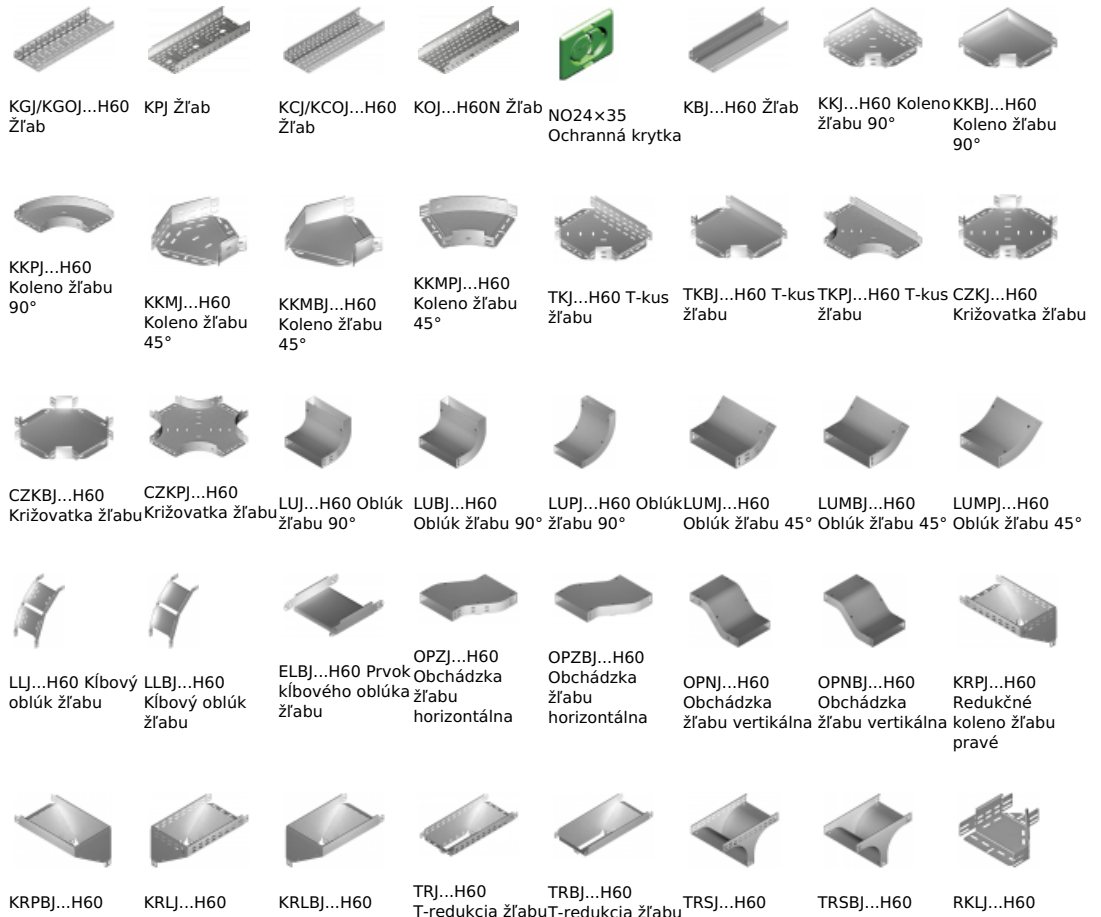 KGJ/KGOJ...H60
Žľab
KPJ Žľab
KCJ/KCOJ...H60
Žľab
KOJ...H60N Žľab
NO24×35
Ochranná krytka
KBJ...H60 Žľab
KKJ...H60 Koleno
žľabu 90°
KKBJ...H60
Koleno žľabu
90°
KKPJ...H60
Koleno žľabu
90°
KKMJ...H60
Koleno žľabu
45°
KKMBJ...H60
Koleno žľabu
45°
KKMPJ...H60
Koleno žľabu
45°
TKJ...H60 T-kus
žľabu
TKBJ...H60 T-kus
žľabu
TKPJ...H60 T-kus
žľabu
CZKJ...H60
Križovatka žľabu
CZKBJ...H60
Križovatka žľabu
CZKPJ...H60
Križovatka žľabu
LUJ...H60 Oblúk
žľabu 90°
LUBJ...H60
Oblúk žľabu 90°
LUPJ...H60 Oblúk
žľabu 90°
LUMJ...H60
Oblúk žľabu 45°
LUMBJ...H60
Oblúk žľabu 45°
LUMPJ...H60
Oblúk žľabu 45°
LLJ...H60 Kĺbový
oblúk žľabu
LLBJ...H60
Kĺbový oblúk
žľabu
ELBJ...H60 Prvok
kĺbového oblúka
žľabu
OPZJ...H60
Obchádzka
žľabu
horizontálna
OPZBJ...H60
Obchádzka
žľabu
horizontálna
OPNJ...H60
Obchádzka
žľabu vertikálna
OPNBJ...H60
Obchádzka
žľabu vertikálna
KRPJ...H60
Redukčné
koleno žľabu
pravé
KRPBJ...H60
KRLJ...H60
KRLBJ...H60
TRJ...H60
T-redukcia žľabu
TRBJ...H60
T-redukcia žľabu
TRSJ...H60
TRSBJ...H60
RKLJ...H60